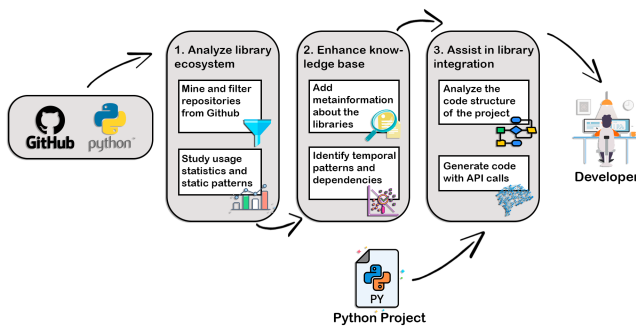 1. Analyze library
ecosystem
Mine and filter
repositories
from Github
Study usage
statistics and
static patterns
2. Enhance know-
ledge base
Add
metainformation
about the
libraries
Identify temporal
patterns and
dependencies
3. Assist in library
integration
Analyze the
code structure
of the project
Generate code
with API calls
GitHub
python
Developer
PY
Python Project